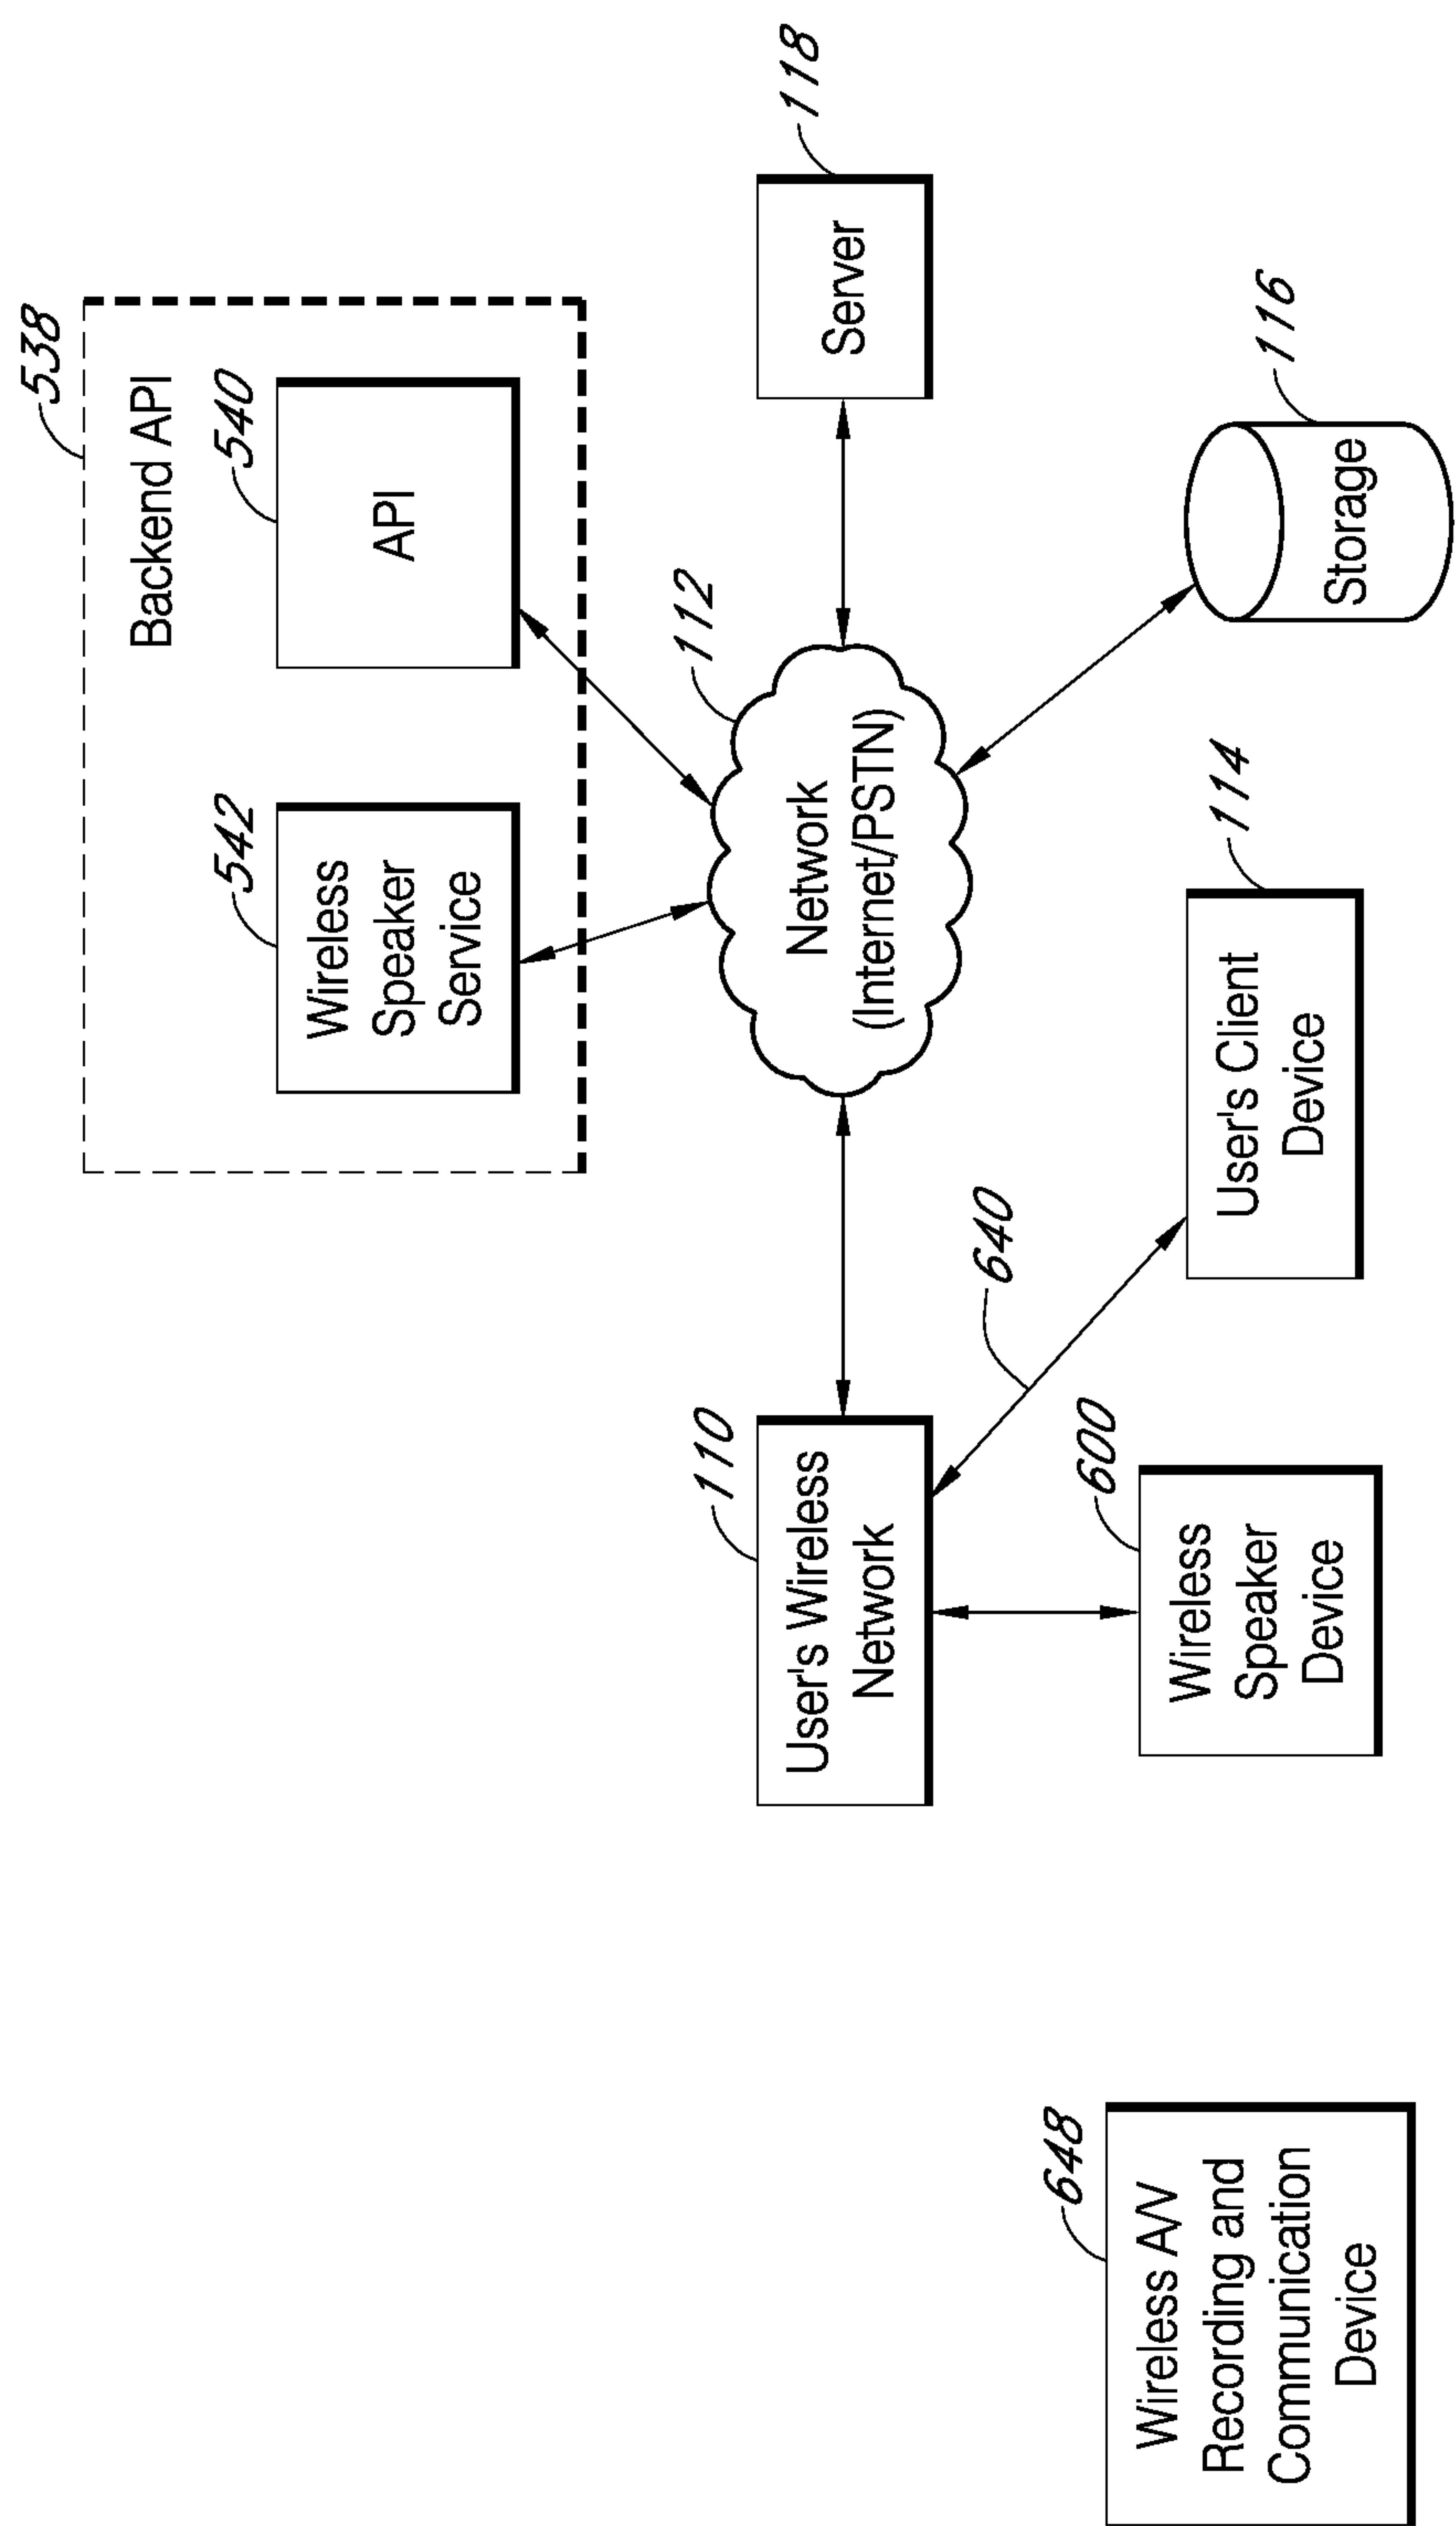 538
Backend API
542
Wireless
Speaker
Service
540
API
110
User's Wireless
Network
112
Network
(Internet/PSTN)
118
Server
640
648
Wireless A/V
Recording and
Communication
Device
600
Wireless
Speaker
Device
114
User's Client
Device
116
Storage